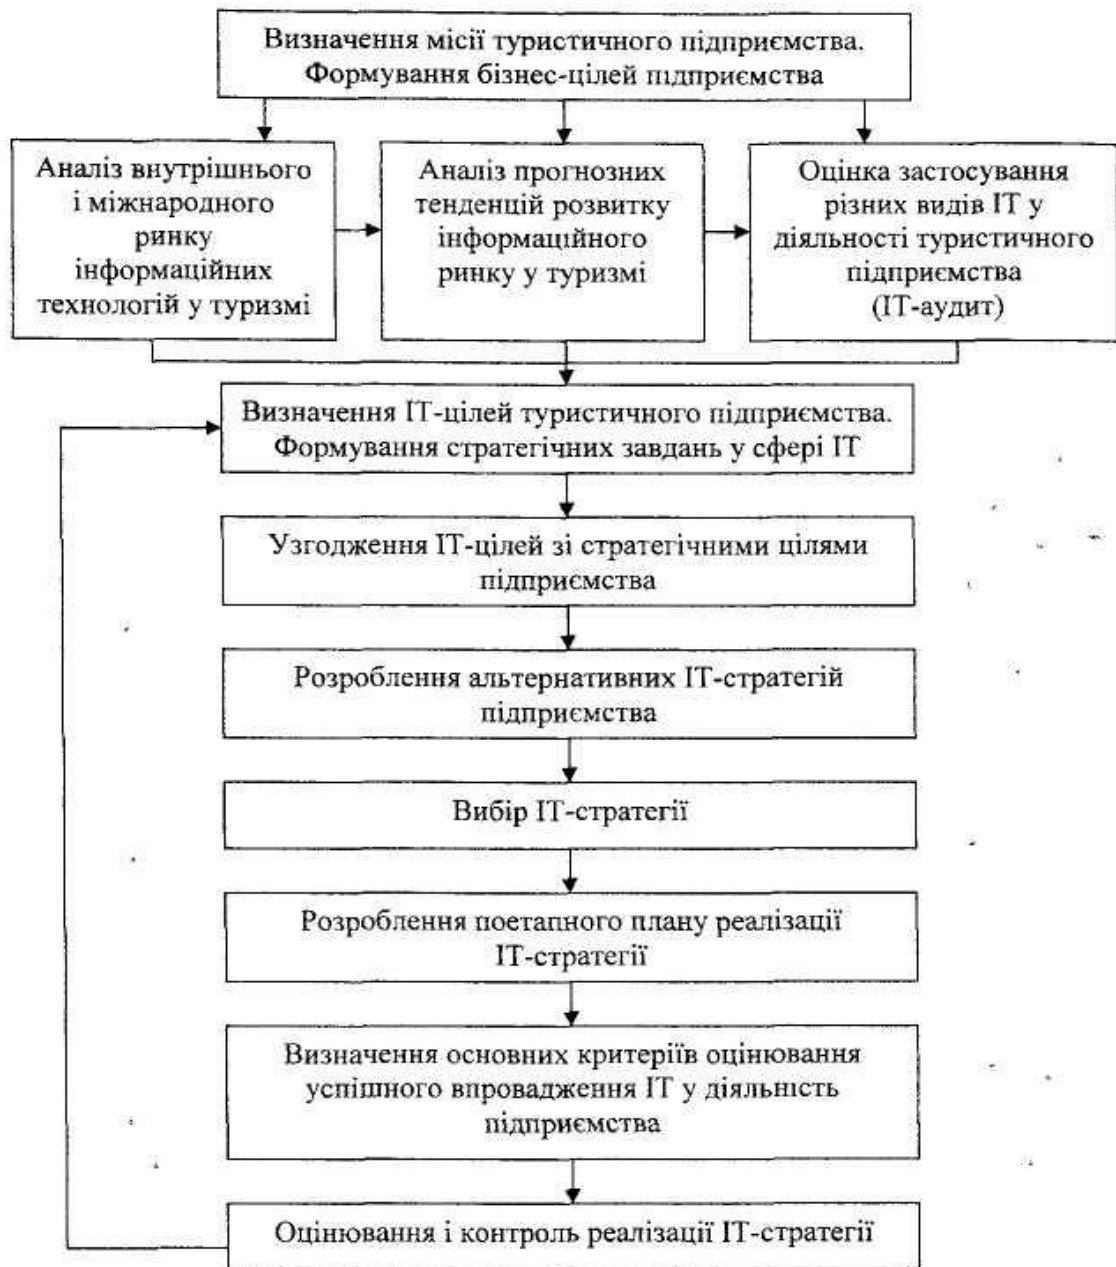 Визначення місії туристичного підприємства.
Формування бізнес-цілей підприємства
Аналіз внутрішнього
і міжнародного
ринку
інформаційних
технологій у туризмі
Аналіз прогнозних
тенденцій розвитку
інформаційного
ринку у туризмі
Оцінка застосування
різних видів ІТ у
діяльності туристичного
підприємства
(ІТ-аудит)
Визначення ІТ-цілей туристичного підприємства.
Формування стратегічних завдань у сфері ІТ
Узгодження ІТ-цілей зі стратегічними цілями
підприємства
Розроблення альтернативних ІТ-стратегій
підприємства
Вибір ІТ-стратегії
Розроблення поетапного плану реалізації
ІТ-стратегії
Визначення основних критеріїв оцінювання
успішного впровадження ІТ у діяльність
підприємства
Оцінювання і контроль реалізації ІТ-стратегії